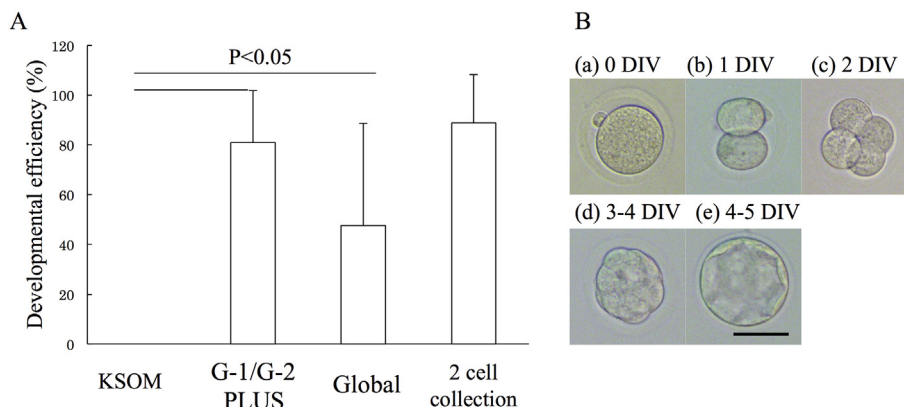 A
Developmental efficiency (%)
120
100
80
60
40
20
0
P<0.05
KSOM
G-1/G-2
PLUS
Global
2 cell
collection
B
(a) 0 DIV
(b) 1 DIV
(c) 2 DIV
(d) 3-4 DIV
(e) 4-5 DIV